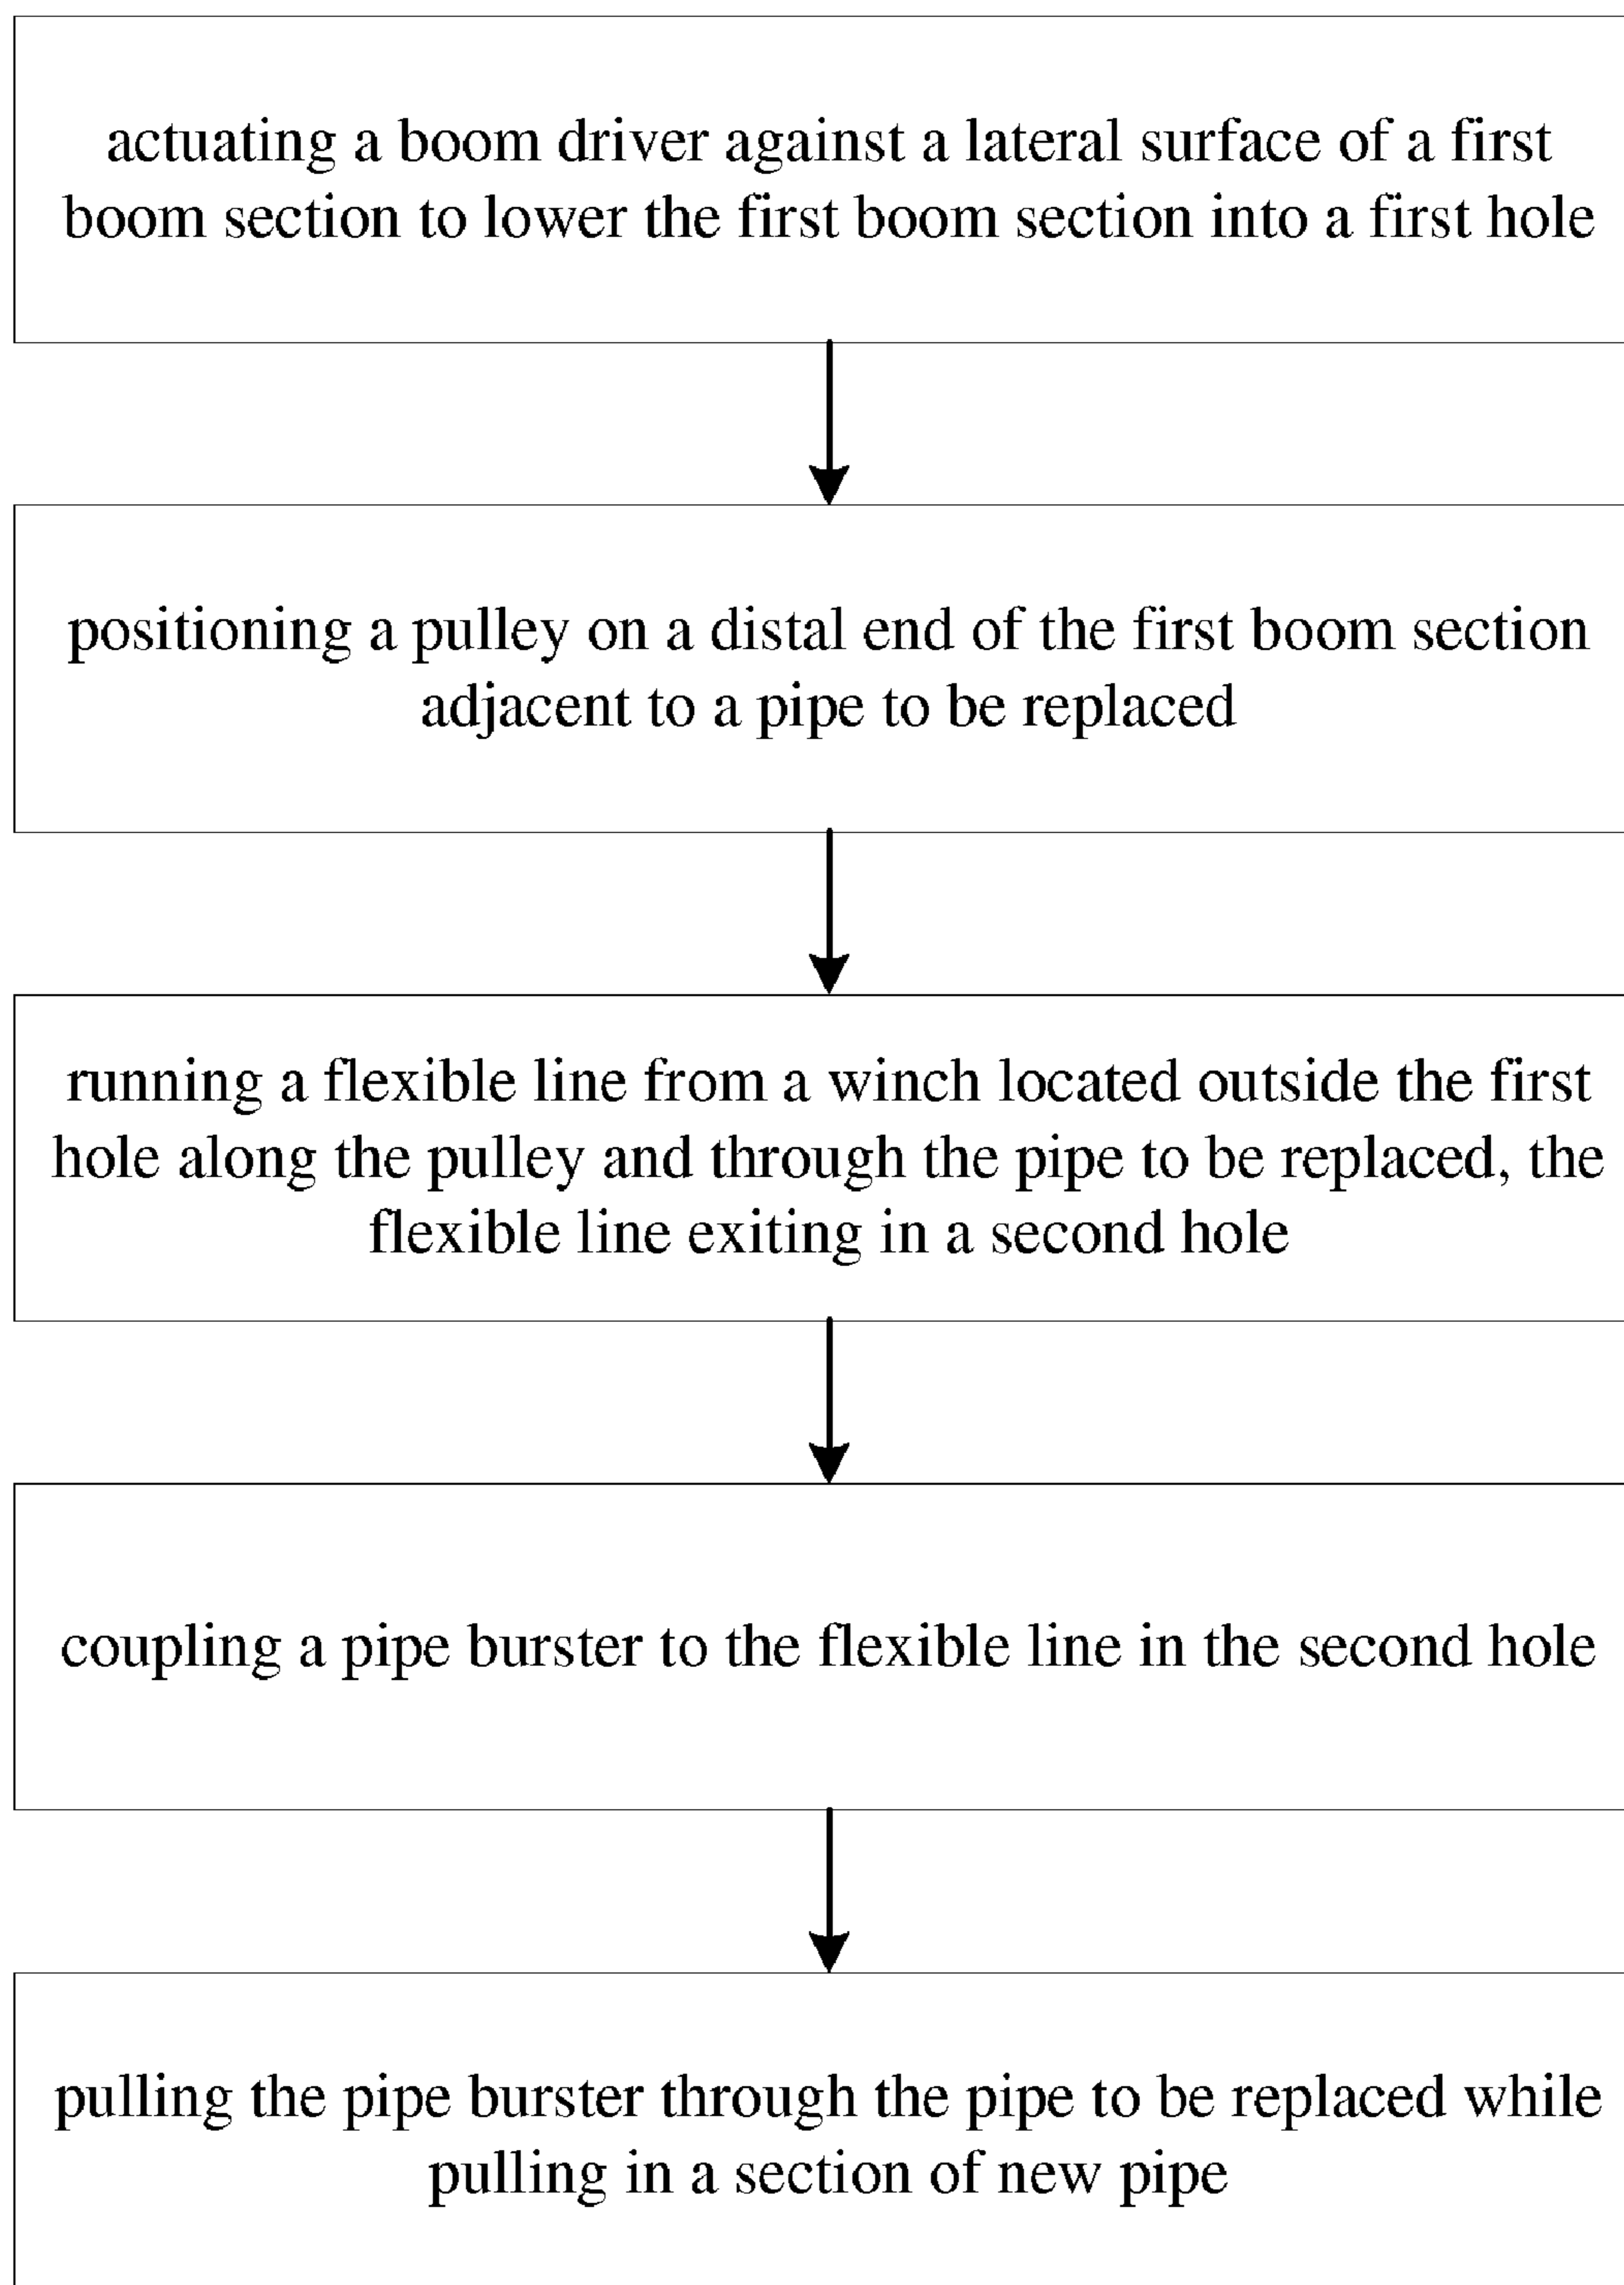 actuating a boom driver against a lateral surface of a first
boom section to lower the first boom section into a first hole
positioning a pulley on a distal end of the first boom section
adjacent to a pipe to be replaced
running a flexible line from a winch located outside the first
hole along the pulley and through the pipe to be replaced, the
flexible line exiting in a second hole
coupling a pipe burster to the flexible line in the second hole
pulling the pipe burster through the pipe to be replaced while
pulling in a section of new pipe